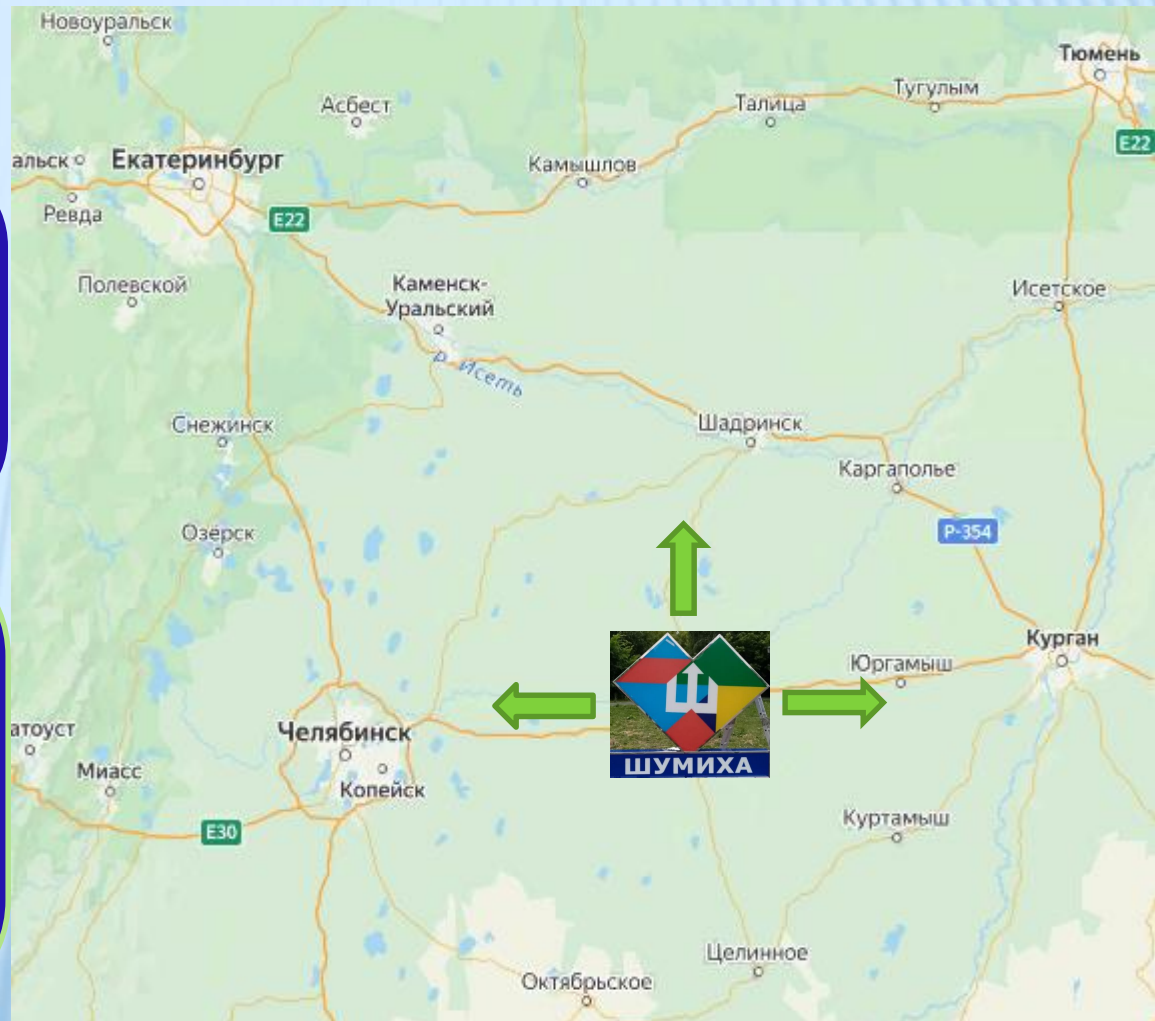 Новоуральск
Тюмень
Тугулым
Асбест
Талица
E22
альск
Екатеринбург
Камышлов
Ревда
E22
Полевской
Каменск-
Уральский
Исетское
р. Исеть
Снежинск
Шадринск
Каргаполье
Озёрск
Р-354
Курган
Юргамыш
Ш
атоуст
Челябинск
ШУМИХА
Миасс
Копейск
E30
Куртамыш
Целинное
Октябрьское